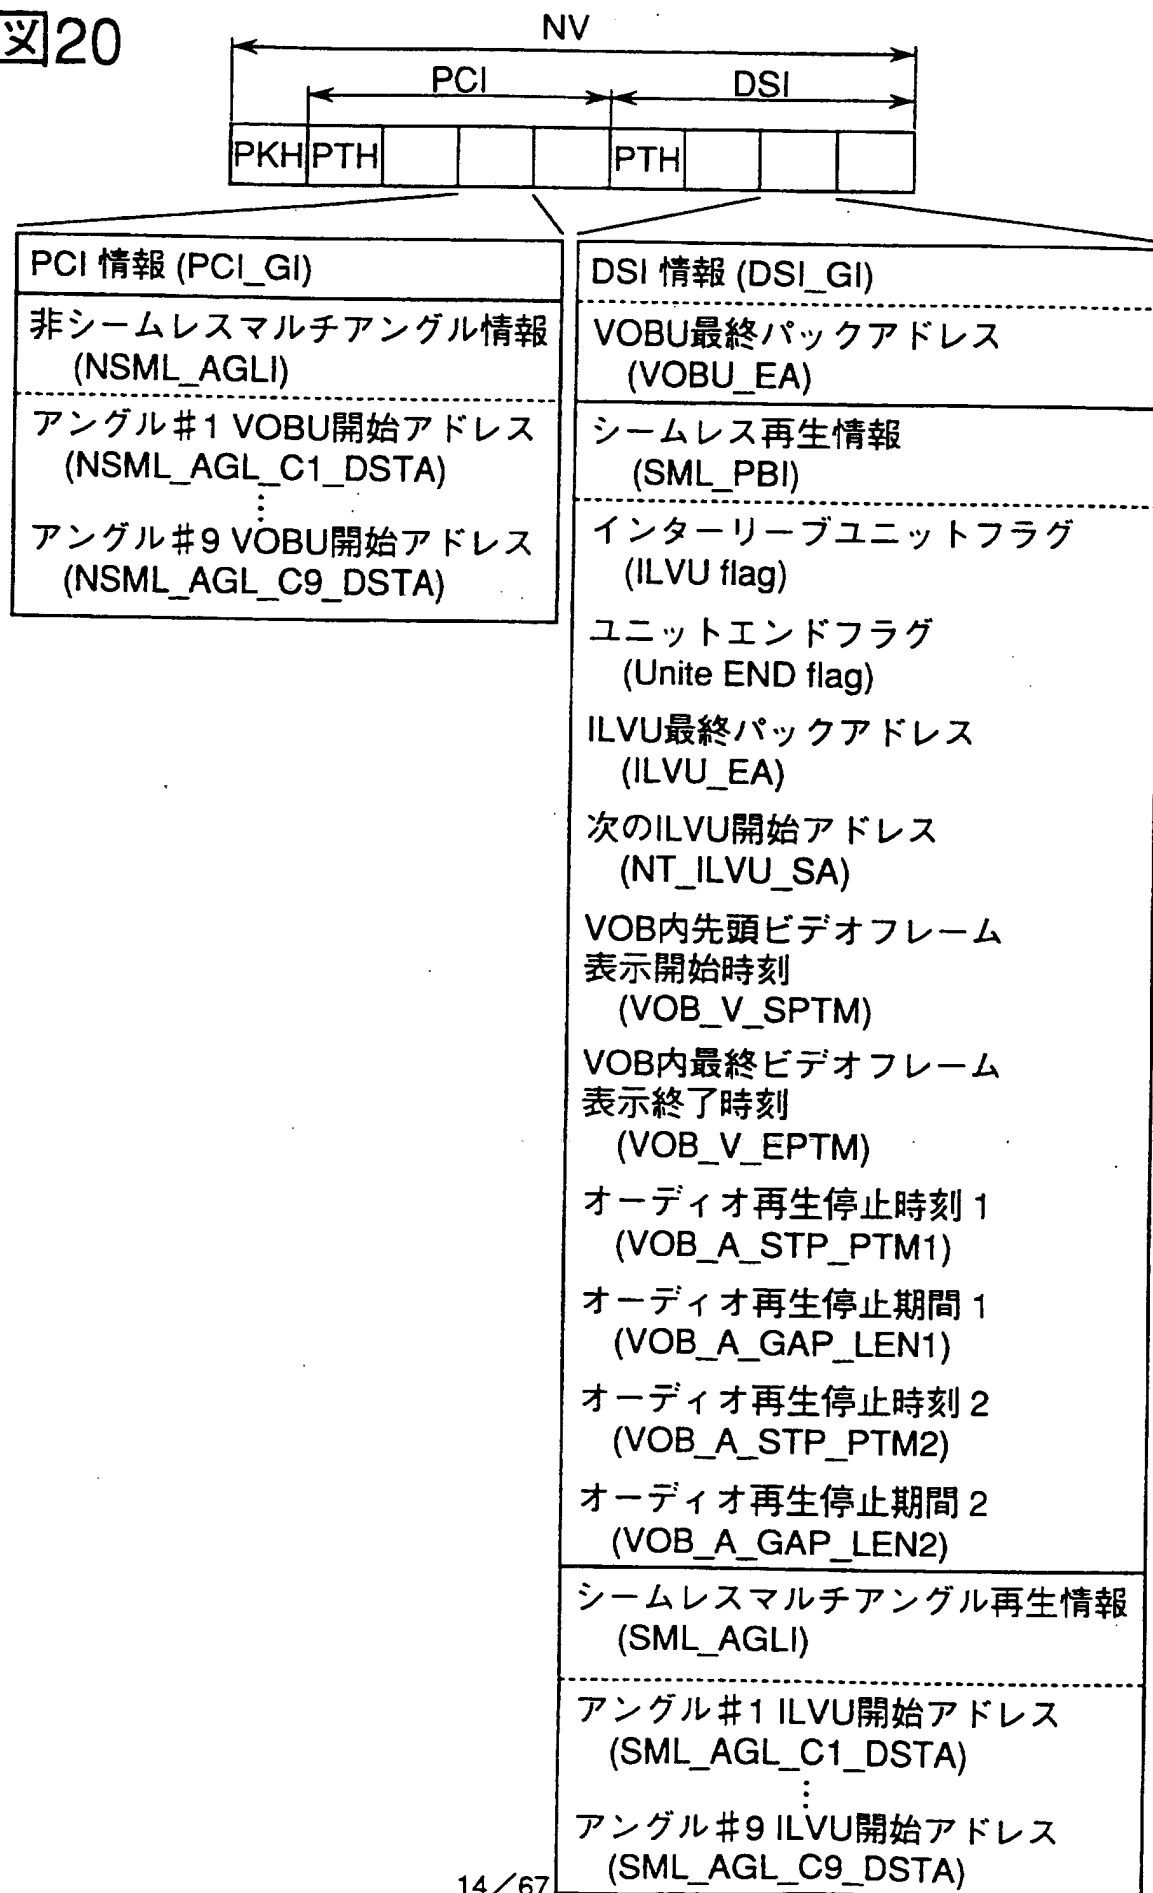 図20
NV
PCI
DSI
PKH PTH PTH
PCI 情報 (PCI_GI)
非シームレスマルチアングル情報
(NSML_AGLI)
アングル＃1 VOBU開始アドレス
(NSML_AGL_C1_DSTA)
⋮
アングル＃9 VOBU開始アドレス
(NSML_AGL_C9_DSTA)
DSI 情報 (DSI_GI)
VOBU最終パックアドレス
(VOBU_EA)
シームレス再生情報
(SML_PBI)
インターリーブユニットフラグ
(ILVU flag)
ユニットエンドフラグ
(Unite END flag)
ILVU最終パックアドレス
(ILVU_EA)
次のILVU開始アドレス
(NT_ILVU_SA)
VOB内先頭ビデオフレーム
表示開始時刻
(VOB_V_SPTM)
VOB内最終ビデオフレーム
表示終了時刻
(VOB_V_EPTM)
オーディオ再生停止時刻 1
(VOB_A_STP_PTM1)
オーディオ再生停止期間 1
(VOB_A_GAP_LEN1)
オーディオ再生停止時刻 2
(VOB_A_STP_PTM2)
オーディオ再生停止期間 2
(VOB_A_GAP_LEN2)
シームレスマルチアングル再生情報
(SML_AGLI)
アングル＃1 ILVU開始アドレス
(SML_AGL_C1_DSTA)
⋮
アングル＃9 ILVU開始アドレス
(SML_AGL_C9_DSTA)
14／67